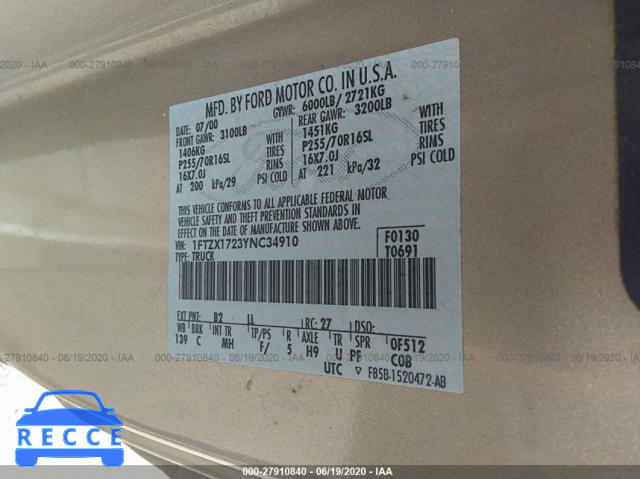 000-27910840 - 06/19/2020 - IAA
MFD. BY FORD MOTOR CO. IN U.S.A.
DATE: 07/00 GVWR: 6000LB/ 2721KG
FRONT GAWR: 3100LB REAR GAWR: 3200LB
1406KG WITH 1451KG WITH
P255/70R16SL TIRES P255/70R16SL TIRES
16X7.0J RIMS 16X7.0J RIMS
AT 200 kPa/29 PSI COLD AT 221 kPa/32 PSI COLD
THIS VEHICLE CONFORMS TO ALL APPLICABLE FEDERAL MOTOR
VEHICLE SAFETY AND THEFT PREVENTION STANDARDS IN
EFFECT ON THE DATE OF MANUFACTURE SHOWN ABOVE.
VIN: 1FTZX1723YNC34910 F0130
TYPE: TRUCK T0691
EXT PNT: B2 LL RC: 27 DSO:
WB BRK INT TR TP/PS R AXLE TR SPR 0F512
139 C MH F/ 5 H9 U PF COB
UTC ▽ F85B-1520472-AB
RECCE
000-27910840 - 06/19/2020 - IAA